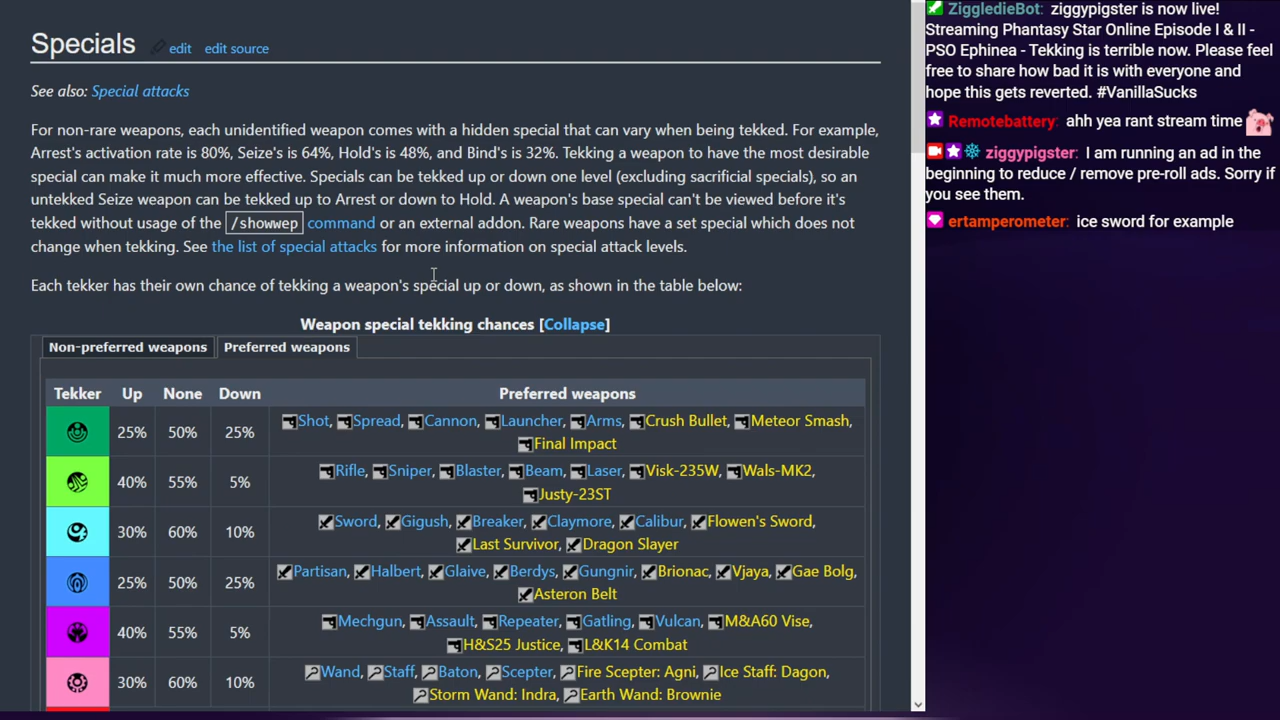 Specials edit edit source
See also: Special attacks
For non-rare weapons, each unidentified weapon comes with a hidden special that can vary when being tekked. For example,
Arrest's activation rate is 80%, Seize's is 64%, Hold's is 48%, and Bind's is 32%. Tekking a weapon to have the most desirable
special can make it much more effective. Specials can be tekked up or down one level (excluding sacrificial specials), so an
untekked Seize weapon can be tekked up to Arrest or down to Hold. A weapon's base special can't be viewed before it's
tekked without usage of the /showwep command or an external addon. Rare weapons have a set special which does not
change when tekking. See the list of special attacks for more information on special attack levels.
Each tekker has their own chance of tekking a weapon's special up or down, as shown in the table below:
Weapon special tekking chances [Collapse]
Non-preferred weapons Preferred weapons
Tekker Up None Down Preferred weapons
25% 50% 25% Shot, Spread, Cannon, Launcher, Arms, Crush Bullet, Meteor Smash,
Final Impact
40% 55% 5% Rifle, Sniper, Blaster, Beam, Laser, Visk-235W, Wals-MK2,
Justy-23ST
30% 60% 10% Sword, Gigush, Breaker, Claymore, Calibur, Flowen's Sword,
Last Survivor, Dragon Slayer
25% 50% 25% Partisan, Halbert, Glaive, Berdys, Gungnir, Brionac, Vjaya, Gae Bolg,
Asteron Belt
40% 55% 5% Mechgun, Assault, Repeater, Gatling, Vulcan, M&A60 Vise,
H&S25 Justice, L&K14 Combat
30% 60% 10% Wand, Staff, Baton, Scepter, Fire Scepter: Agni, Ice Staff: Dagon,
Storm Wand: Indra, Earth Wand: Brownie
ZiggledieBot: ziggypigster is now live!
Streaming Phantasy Star Online Episode I & II -
PSO Ephinea - Tekking is terrible now. Please feel
free to share how bad it is with everyone and
hope this gets reverted. #VanillaSucks
Remotebattery: ahh yea rant stream time
ziggypigster: I am running an ad in the
beginning to reduce / remove pre-roll ads. Sorry if
you see them.
ertamperometer: ice sword for example